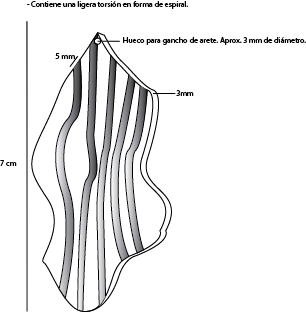 - Contiene una ligera torsión en forma de espiral.
Hueco para gancho de arete. Aprox. 3 mm de diámetro.
5 mm
3mm
7 cm